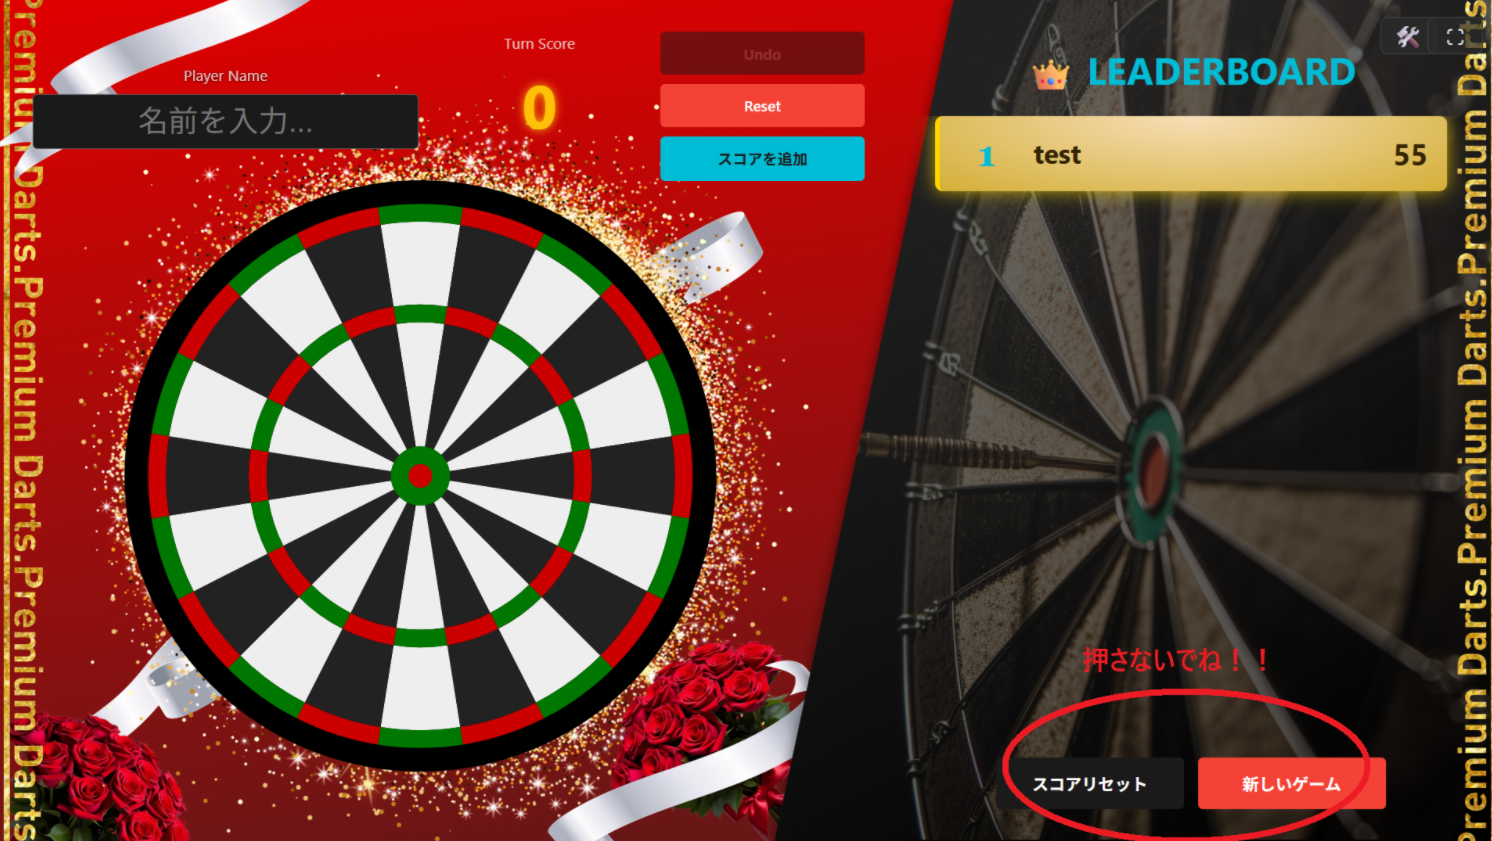 Premium Darts.Premium Darts.Premium Darts
Player Name
名前を入力...
Turn Score
0
Undo
Reset
スコアを追加
LEADERBOARD
1 test 55
押さないでね！！
スコアリセット
新しいゲーム
Premium Darts.Premium Darts.Premium Darts